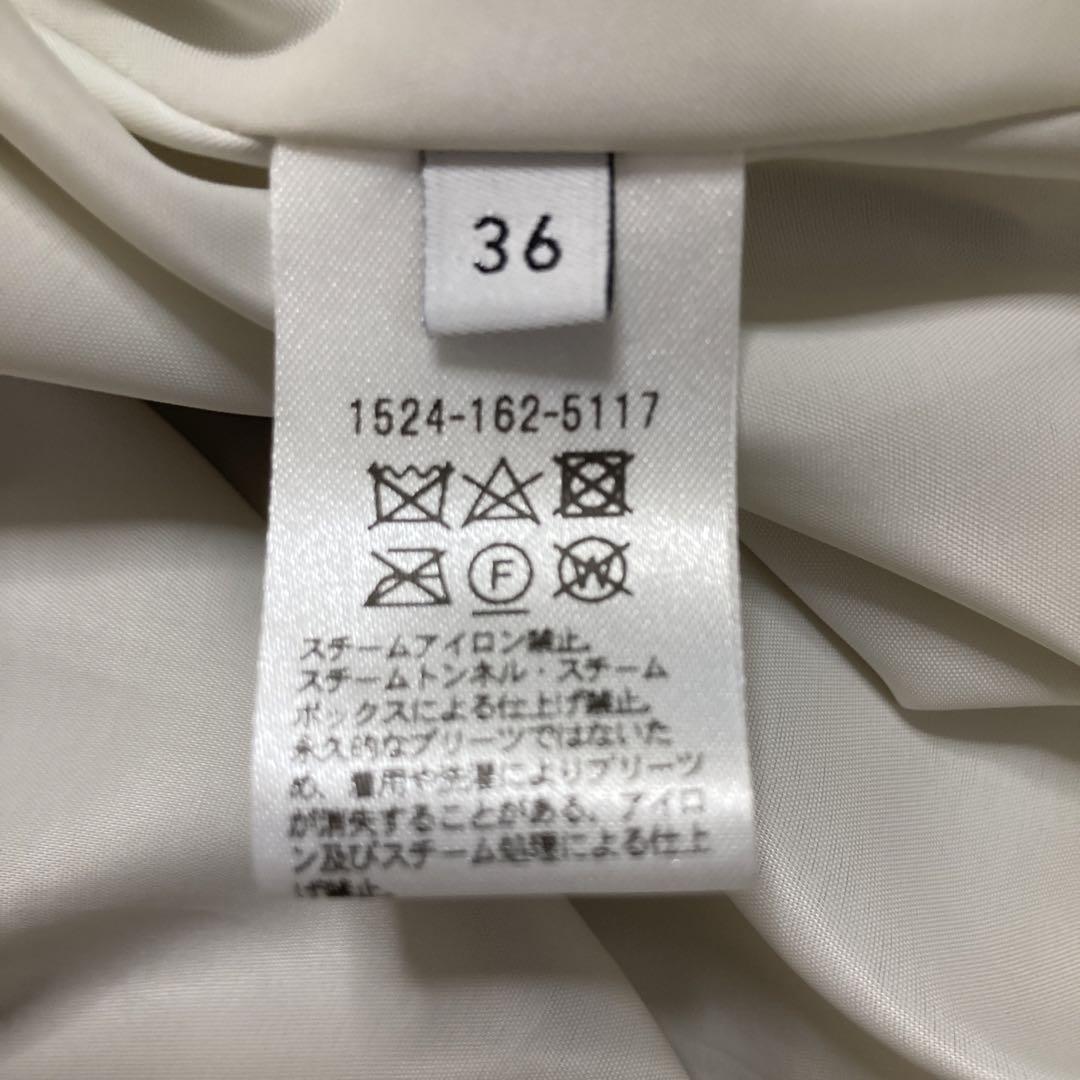 36
1524-162-5117
F
W
スチームアイロン禁止。
スチームトンネル・スチーム
ボックスによる仕上げ禁止。
永久的なプリーツではないた
め、着用や洗濯によりプリーツ
が消失することがある。アイロ
ン及びスチーム処理による仕上
げ禁止。